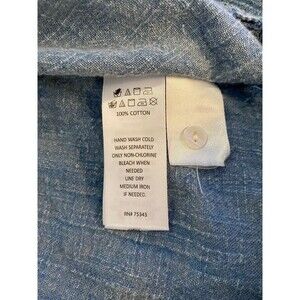 100% COTTON
HAND WASH COLD
WASH SEPARATELY
ONLY NON-CHLORINE
BLEACH WHEN
NEEDED
LINE DRY
MEDIUM IRON
IF NEEDED.
RN# 75343